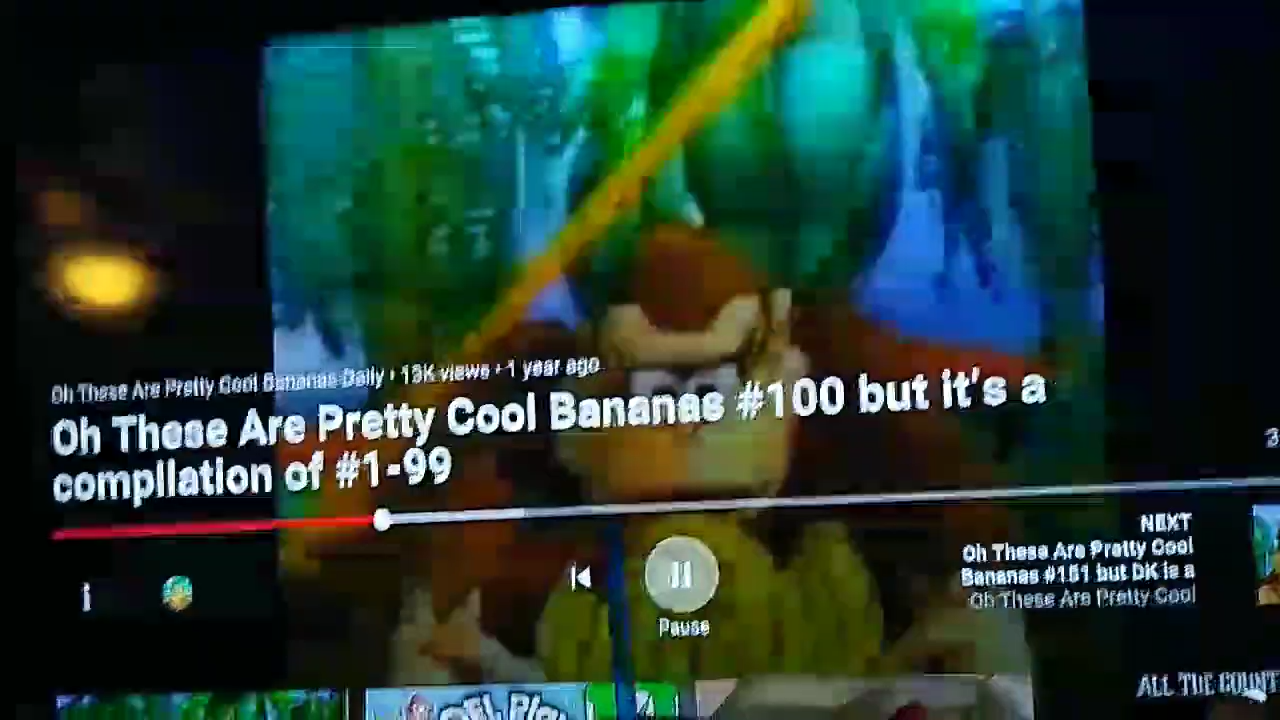 Oh These Are Pretty Cool Bananas Daily • 13K views • 1 year ago
Oh These Are Pretty Cool Bananas #100 but it's a
compilation of #1-99
3
NEXT
Oh These Are Pretty Cool
Bananas #151 but DK is a
Oh These Are Pretty Cool
i
Pause
ALL THE COUNT